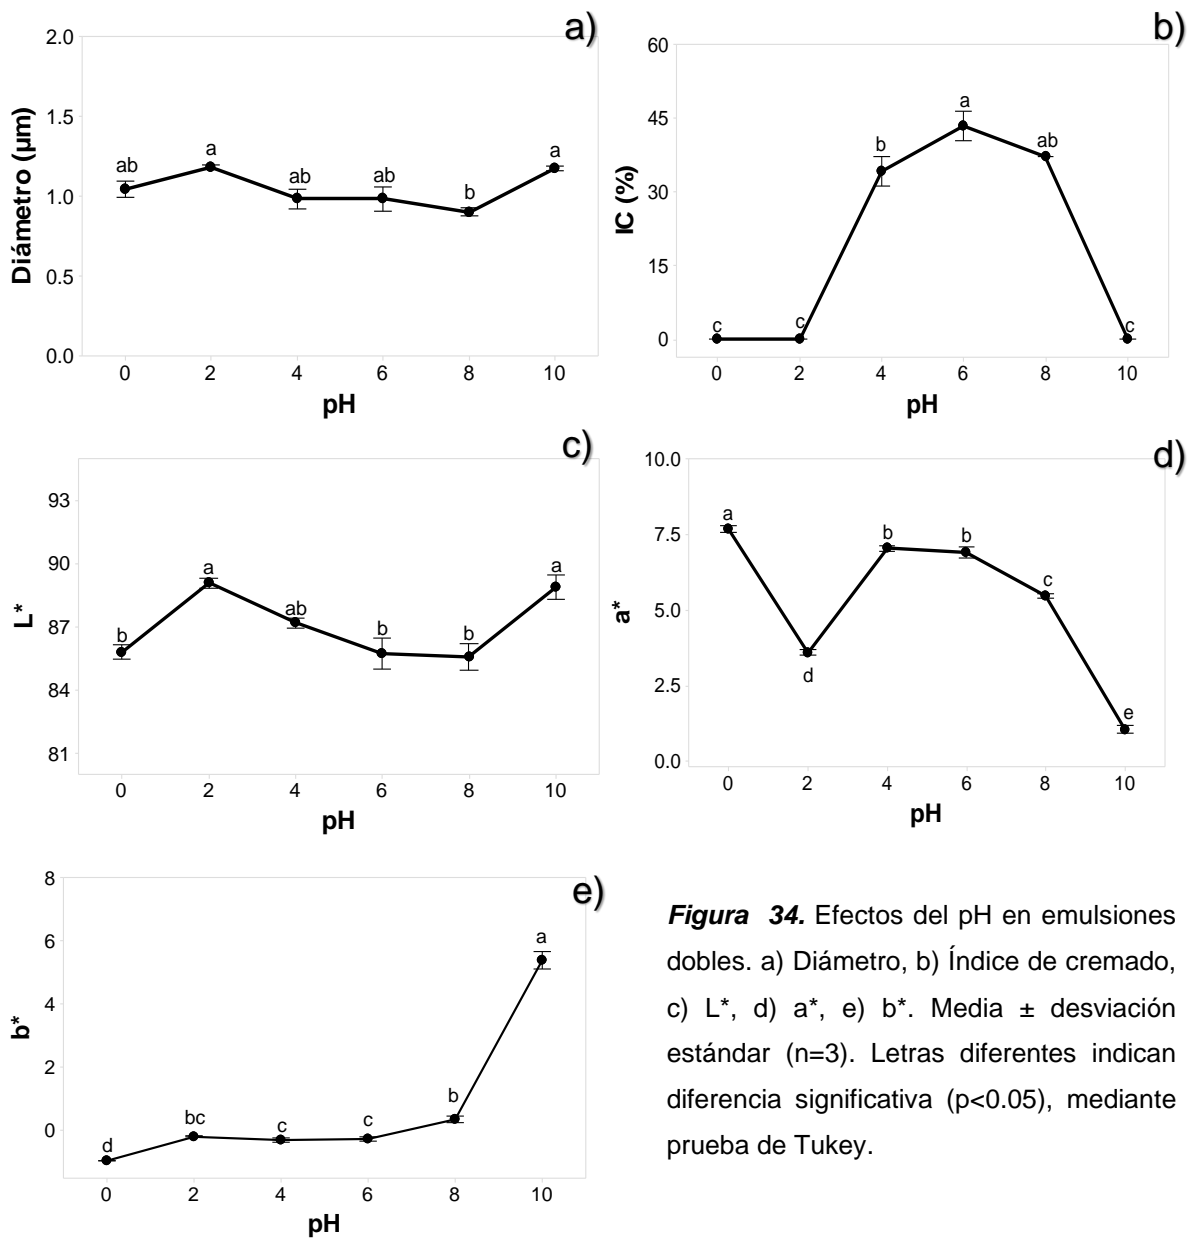 a)
2.0
1.5
1.0
0.5
0.0
Diámetro (µm)
ab
a
ab
ab
b
a
0 2 4 6 8 10
pH
b)
60
45
30
15
0
IC (%)
c
c
b
a
ab
c
0 2 4 6 8 10
pH
c)
93
90
87
84
81
L*
b
a
ab
b
b
a
0 2 4 6 8 10
pH
d)
10.0
7.5
5.0
2.5
0.0
a*
a
d
b
b
c
e
0 2 4 6 8 10
pH
e)
8
6
4
2
0
b*
d
bc
c
c
b
a
0 2 4 6 8 10
pH
Figura 34. Efectos del pH en emulsiones
dobles. a) Diámetro, b) Índice de cremado,
c) L*, d) a*, e) b*. Media ± desviación
estándar (n=3). Letras diferentes indican
diferencia significativa (p<0.05), mediante
prueba de Tukey.